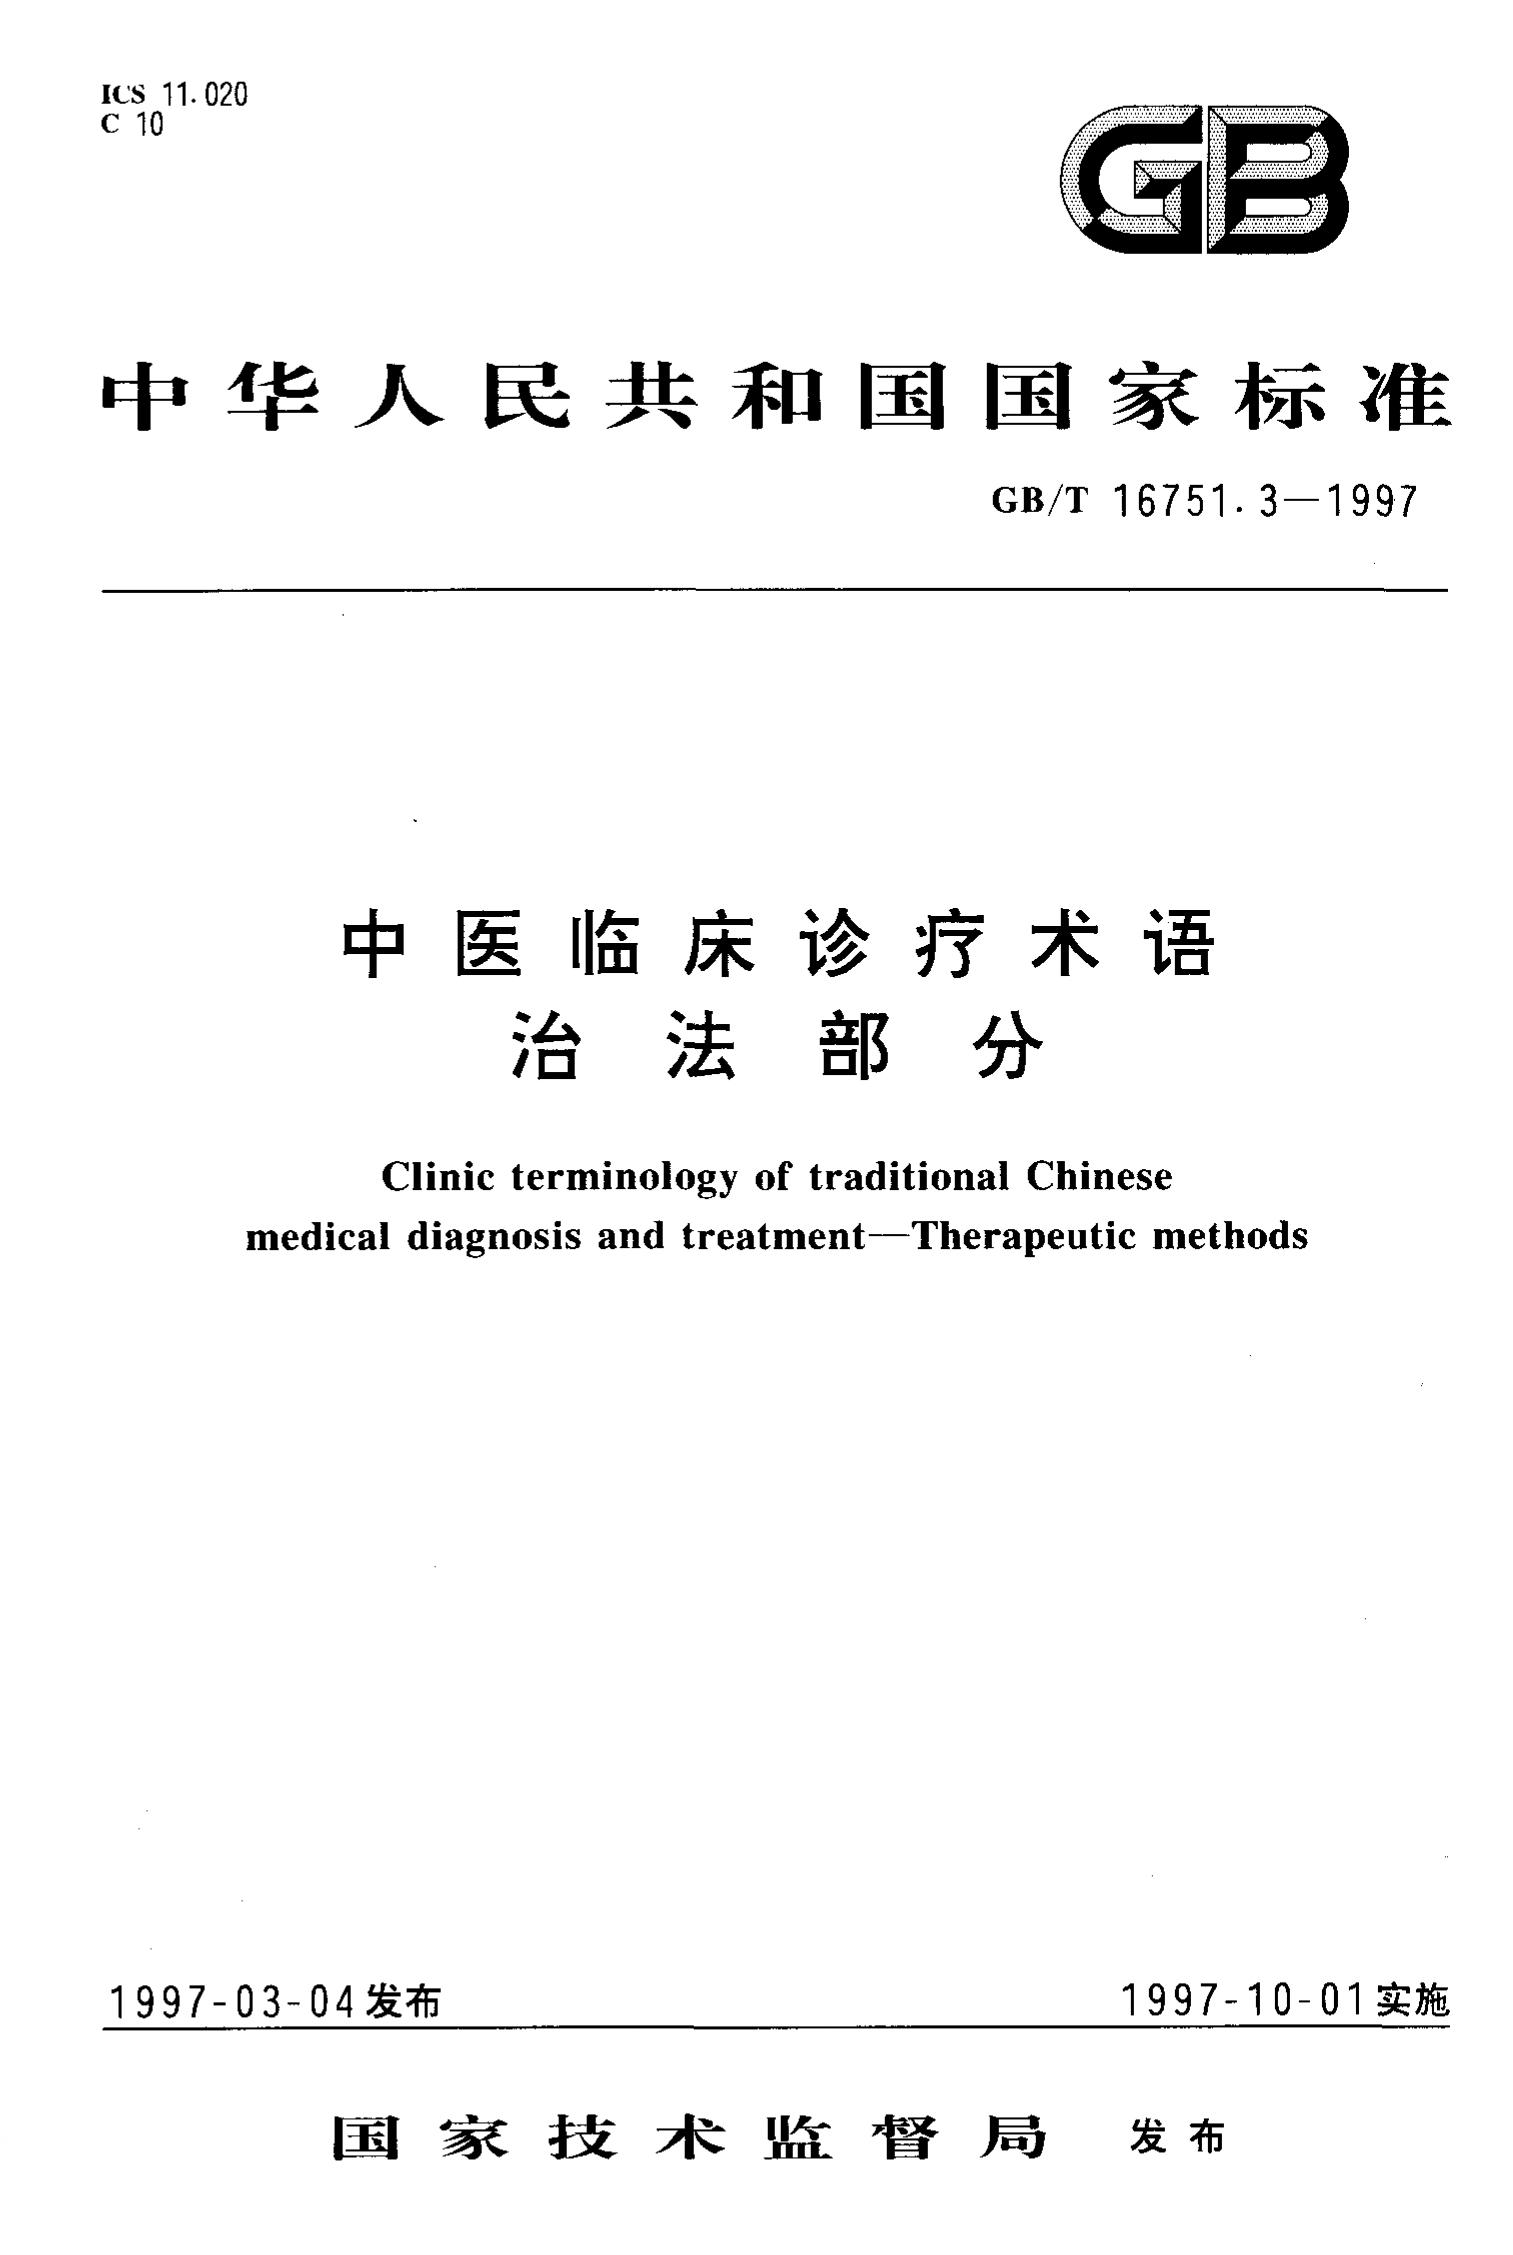 ICS 11.020
C 10
GB
中华人民共和国国家标准
GB/T 16751.3—1997
中医临床诊疗术语
治法部分
Clinic terminology of traditional Chinese
medical diagnosis and treatment—Therapeutic methods
1997-03-04发布
1997-10-01实施
国家技术监督局 发布